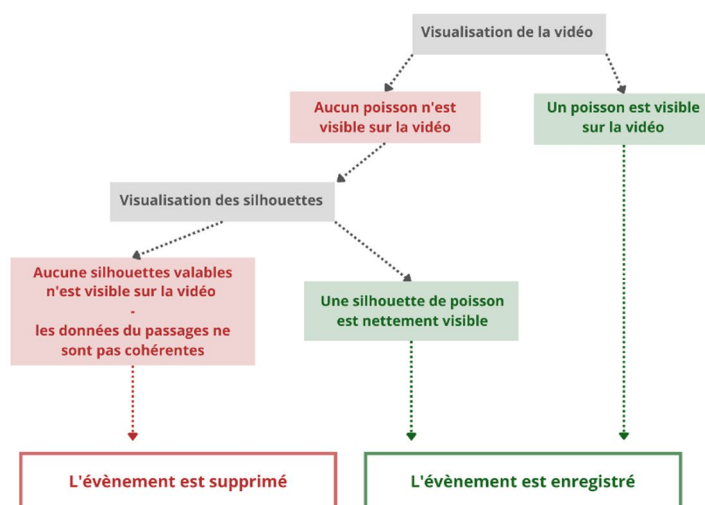 Visualisation de la vidéo
Aucun poisson n'est
visible sur la vidéo
Un poisson est visible
sur la vidéo
Visualisation des silhouettes
Aucune silhouettes valables
n'est visible sur la vidéo
-
les données du passages ne
sont pas cohérentes
Une silhouette de poisson
est nettement visible
L'évènement est supprimé
L'évènement est enregistré